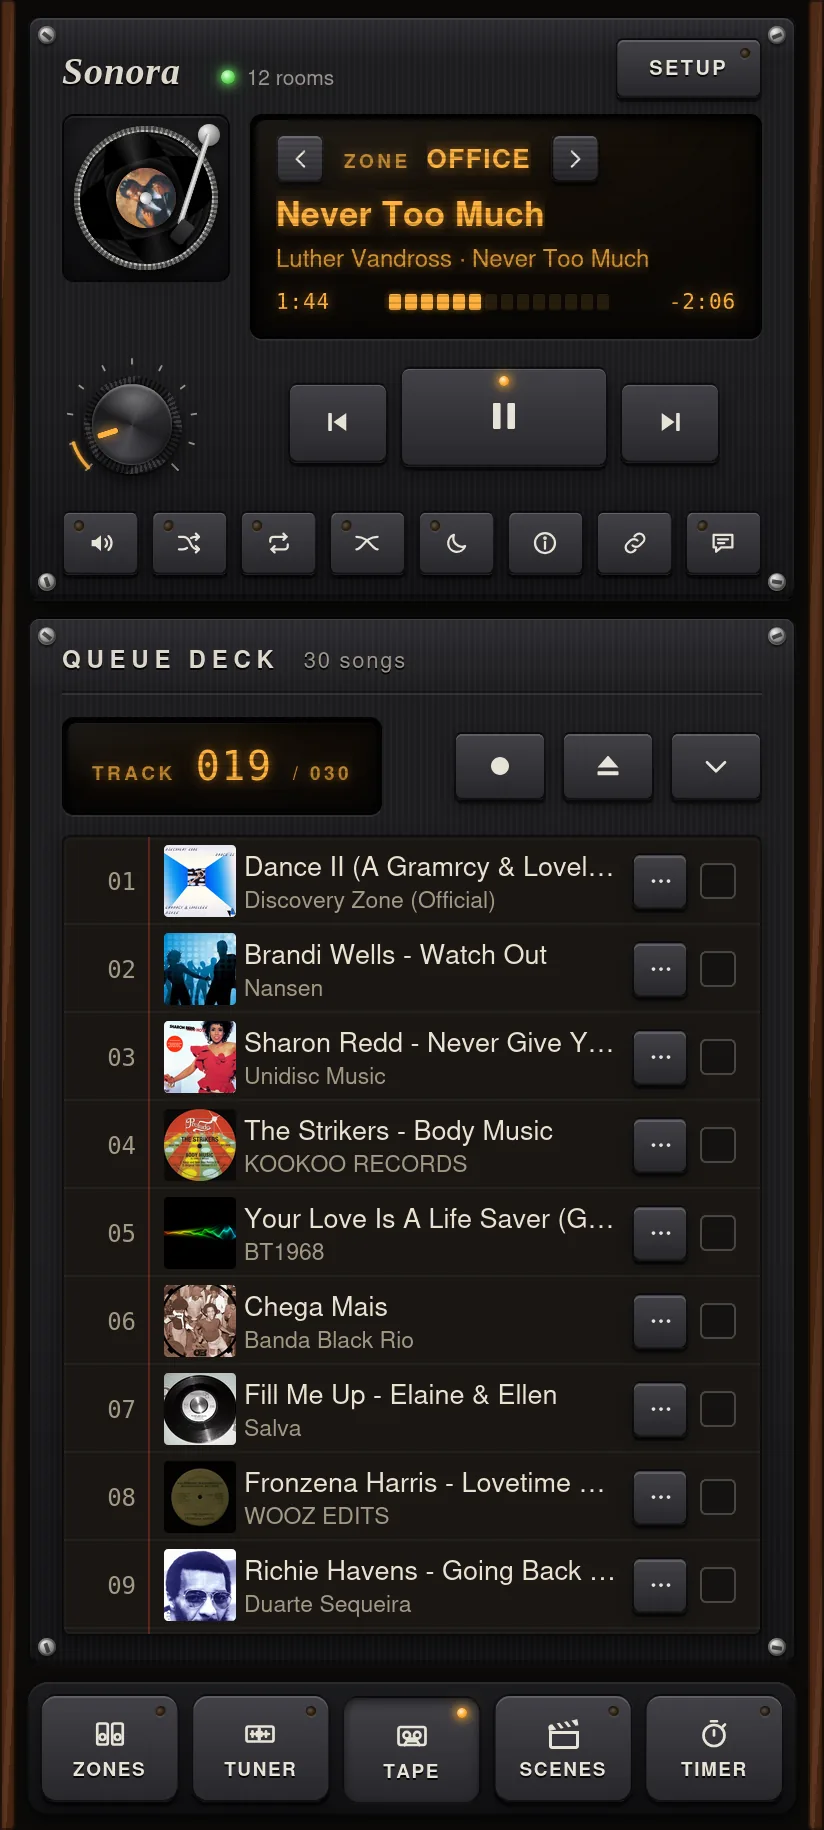 Sonora
12 rooms
SETUP
ZONE OFFICE
Never Too Much
Luther Vandross · Never Too Much
1:44
-2:06
QUEUE DECK 30 songs
TRACK 019 / 030
01
Dance II (A Gramrcy & Lovel...
Discovery Zone (Official)
02
Brandi Wells - Watch Out
Nansen
03
Sharon Redd - Never Give Y...
Unidisc Music
04
The Strikers - Body Music
KOOKOO RECORDS
05
Your Love Is A Life Saver (G...
BT1968
06
Chega Mais
Banda Black Rio
07
Fill Me Up - Elaine & Ellen
Salva
08
Fronzena Harris - Lovetime ...
WOOZ EDITS
09
Richie Havens - Going Back ...
Duarte Sequeira
ZONES
TUNER
TAPE
SCENES
TIMER